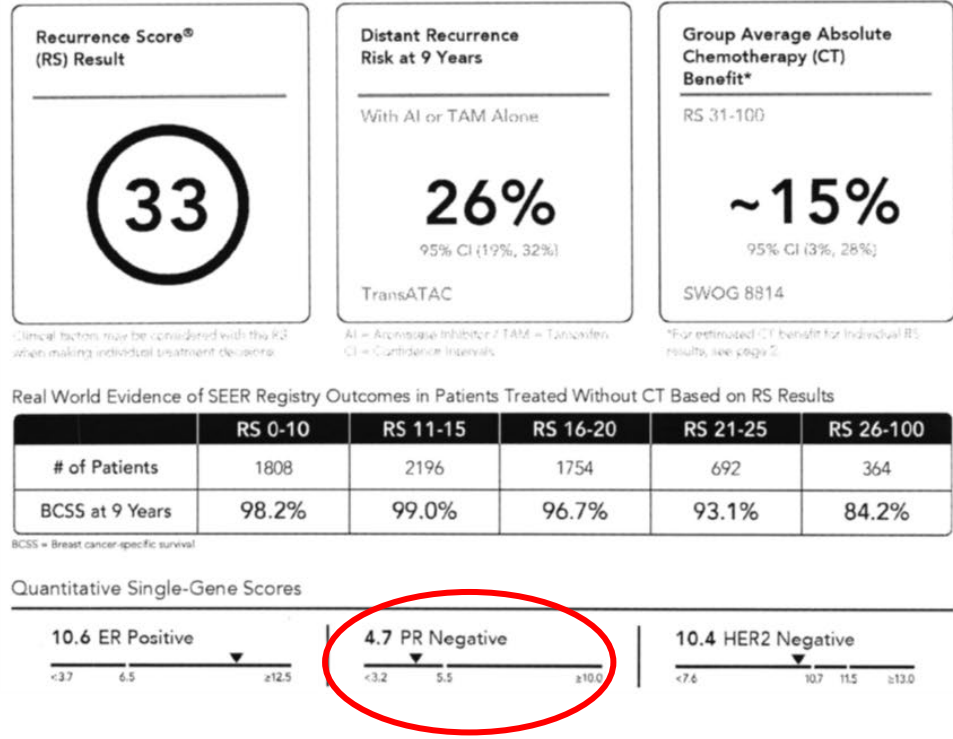 Recurrence Score®
(RS) Result
33
Clinical factors may be considered with the RS
when making individual treatment decisions.
Distant Recurrence
Risk at 9 Years
With AI or TAM Alone
26%
95% CI (19%, 32%)
TransATAC
AI = Aromatase Inhibitor / TAM = Tamoxifen
CI = Confidence Intervals
Group Average Absolute
Chemotherapy (CT)
Benefit*
RS 31-100
~15%
95% CI (3%, 28%)
SWOG 8814
*For estimated CT benefit for individual RS
results, see page 2.
Real World Evidence of SEER Registry Outcomes in Patients Treated Without CT Based on RS Results
RS 0-10 RS 11-15 RS 16-20 RS 21-25 RS 26-100
# of Patients 1808 2196 1754 692 364
BCSS at 9 Years 98.2% 99.0% 96.7% 93.1% 84.2%
BCSS = Breast cancer-specific survival
Quantitative Single-Gene Scores
10.6 ER Positive
<3.7 6.5 ≥12.5
4.7 PR Negative
<3.2 5.5 ≥10.0
10.4 HER2 Negative
<7.6 10.7 11.5 ≥13.0